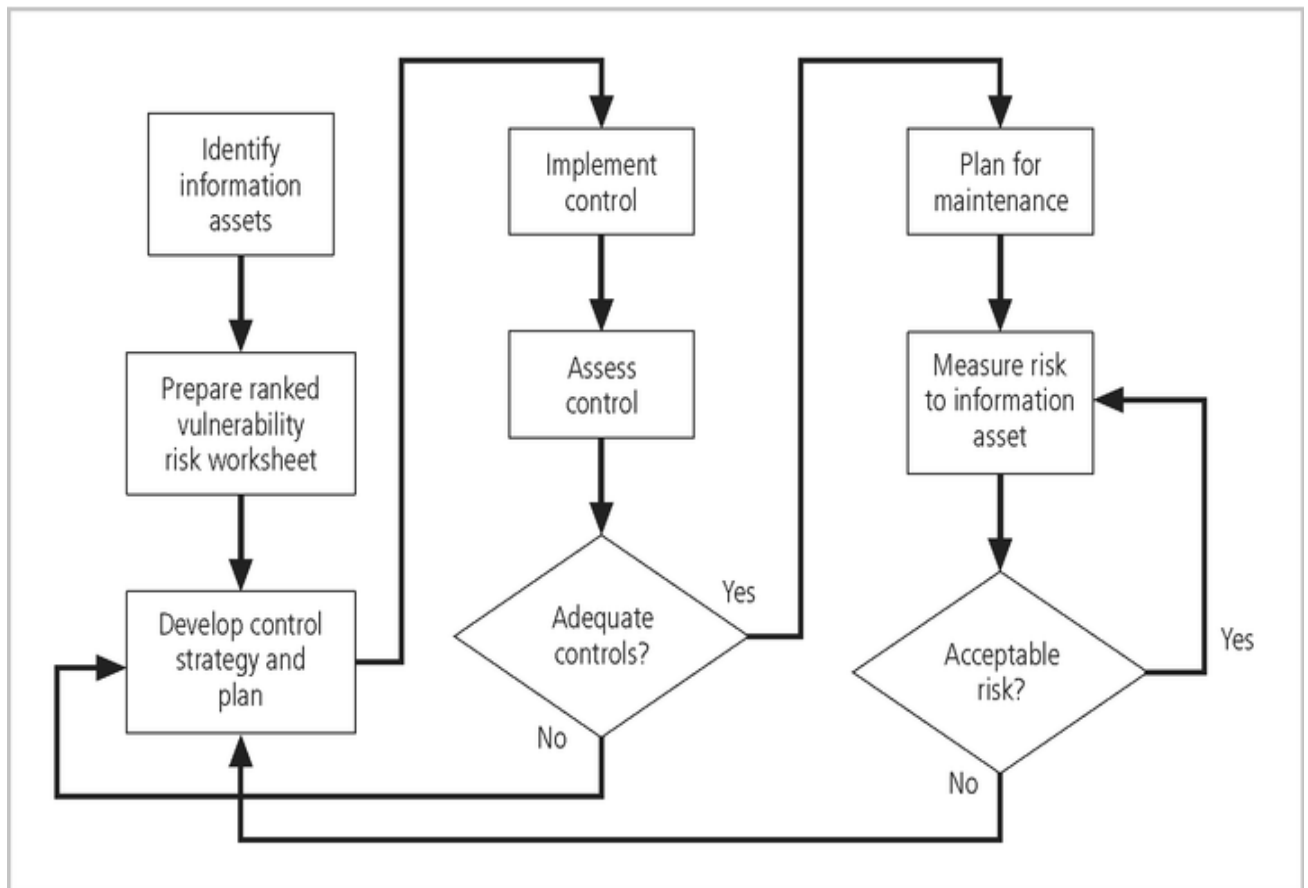 Identify
information
assets
Prepare ranked
vulnerability
risk worksheet
Develop control
strategy and
plan
Implement
control
Assess
control
Adequate
controls?
Yes
No
Plan for
maintenance
Measure risk
to information
asset
Acceptable
risk?
Yes
No